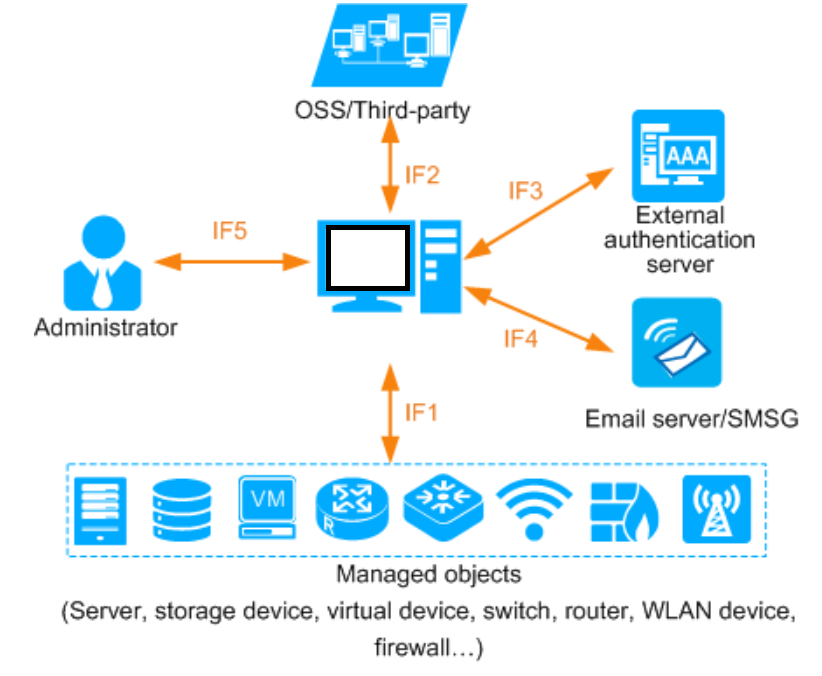 OSS/Third-party
IF2
IF3
AAA
External
authentication
server
IF5
Administrator
IF4
Email server/SMSG
IF1
VM
R
Managed objects
(Server, storage device, virtual device, switch, router, WLAN device,
firewall…)